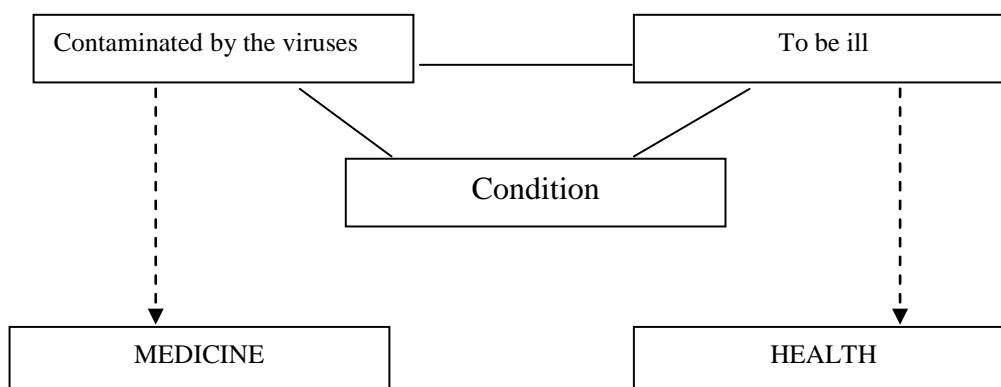 Contaminated by the viruses
To be ill
Condition
MEDICINE
HEALTH